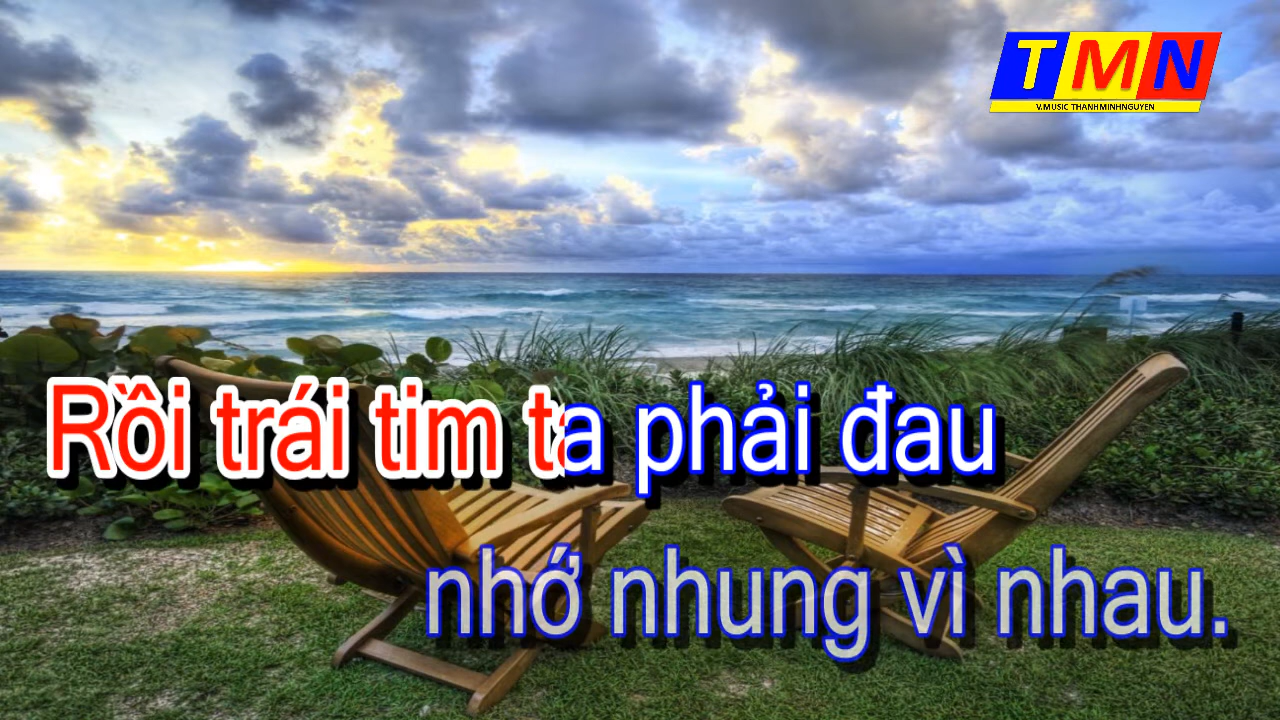 TMN
V.MUSIC THANHMINHNGUYEN
Rồi trái tim ta phải đau
nhớ nhung vì nhau.